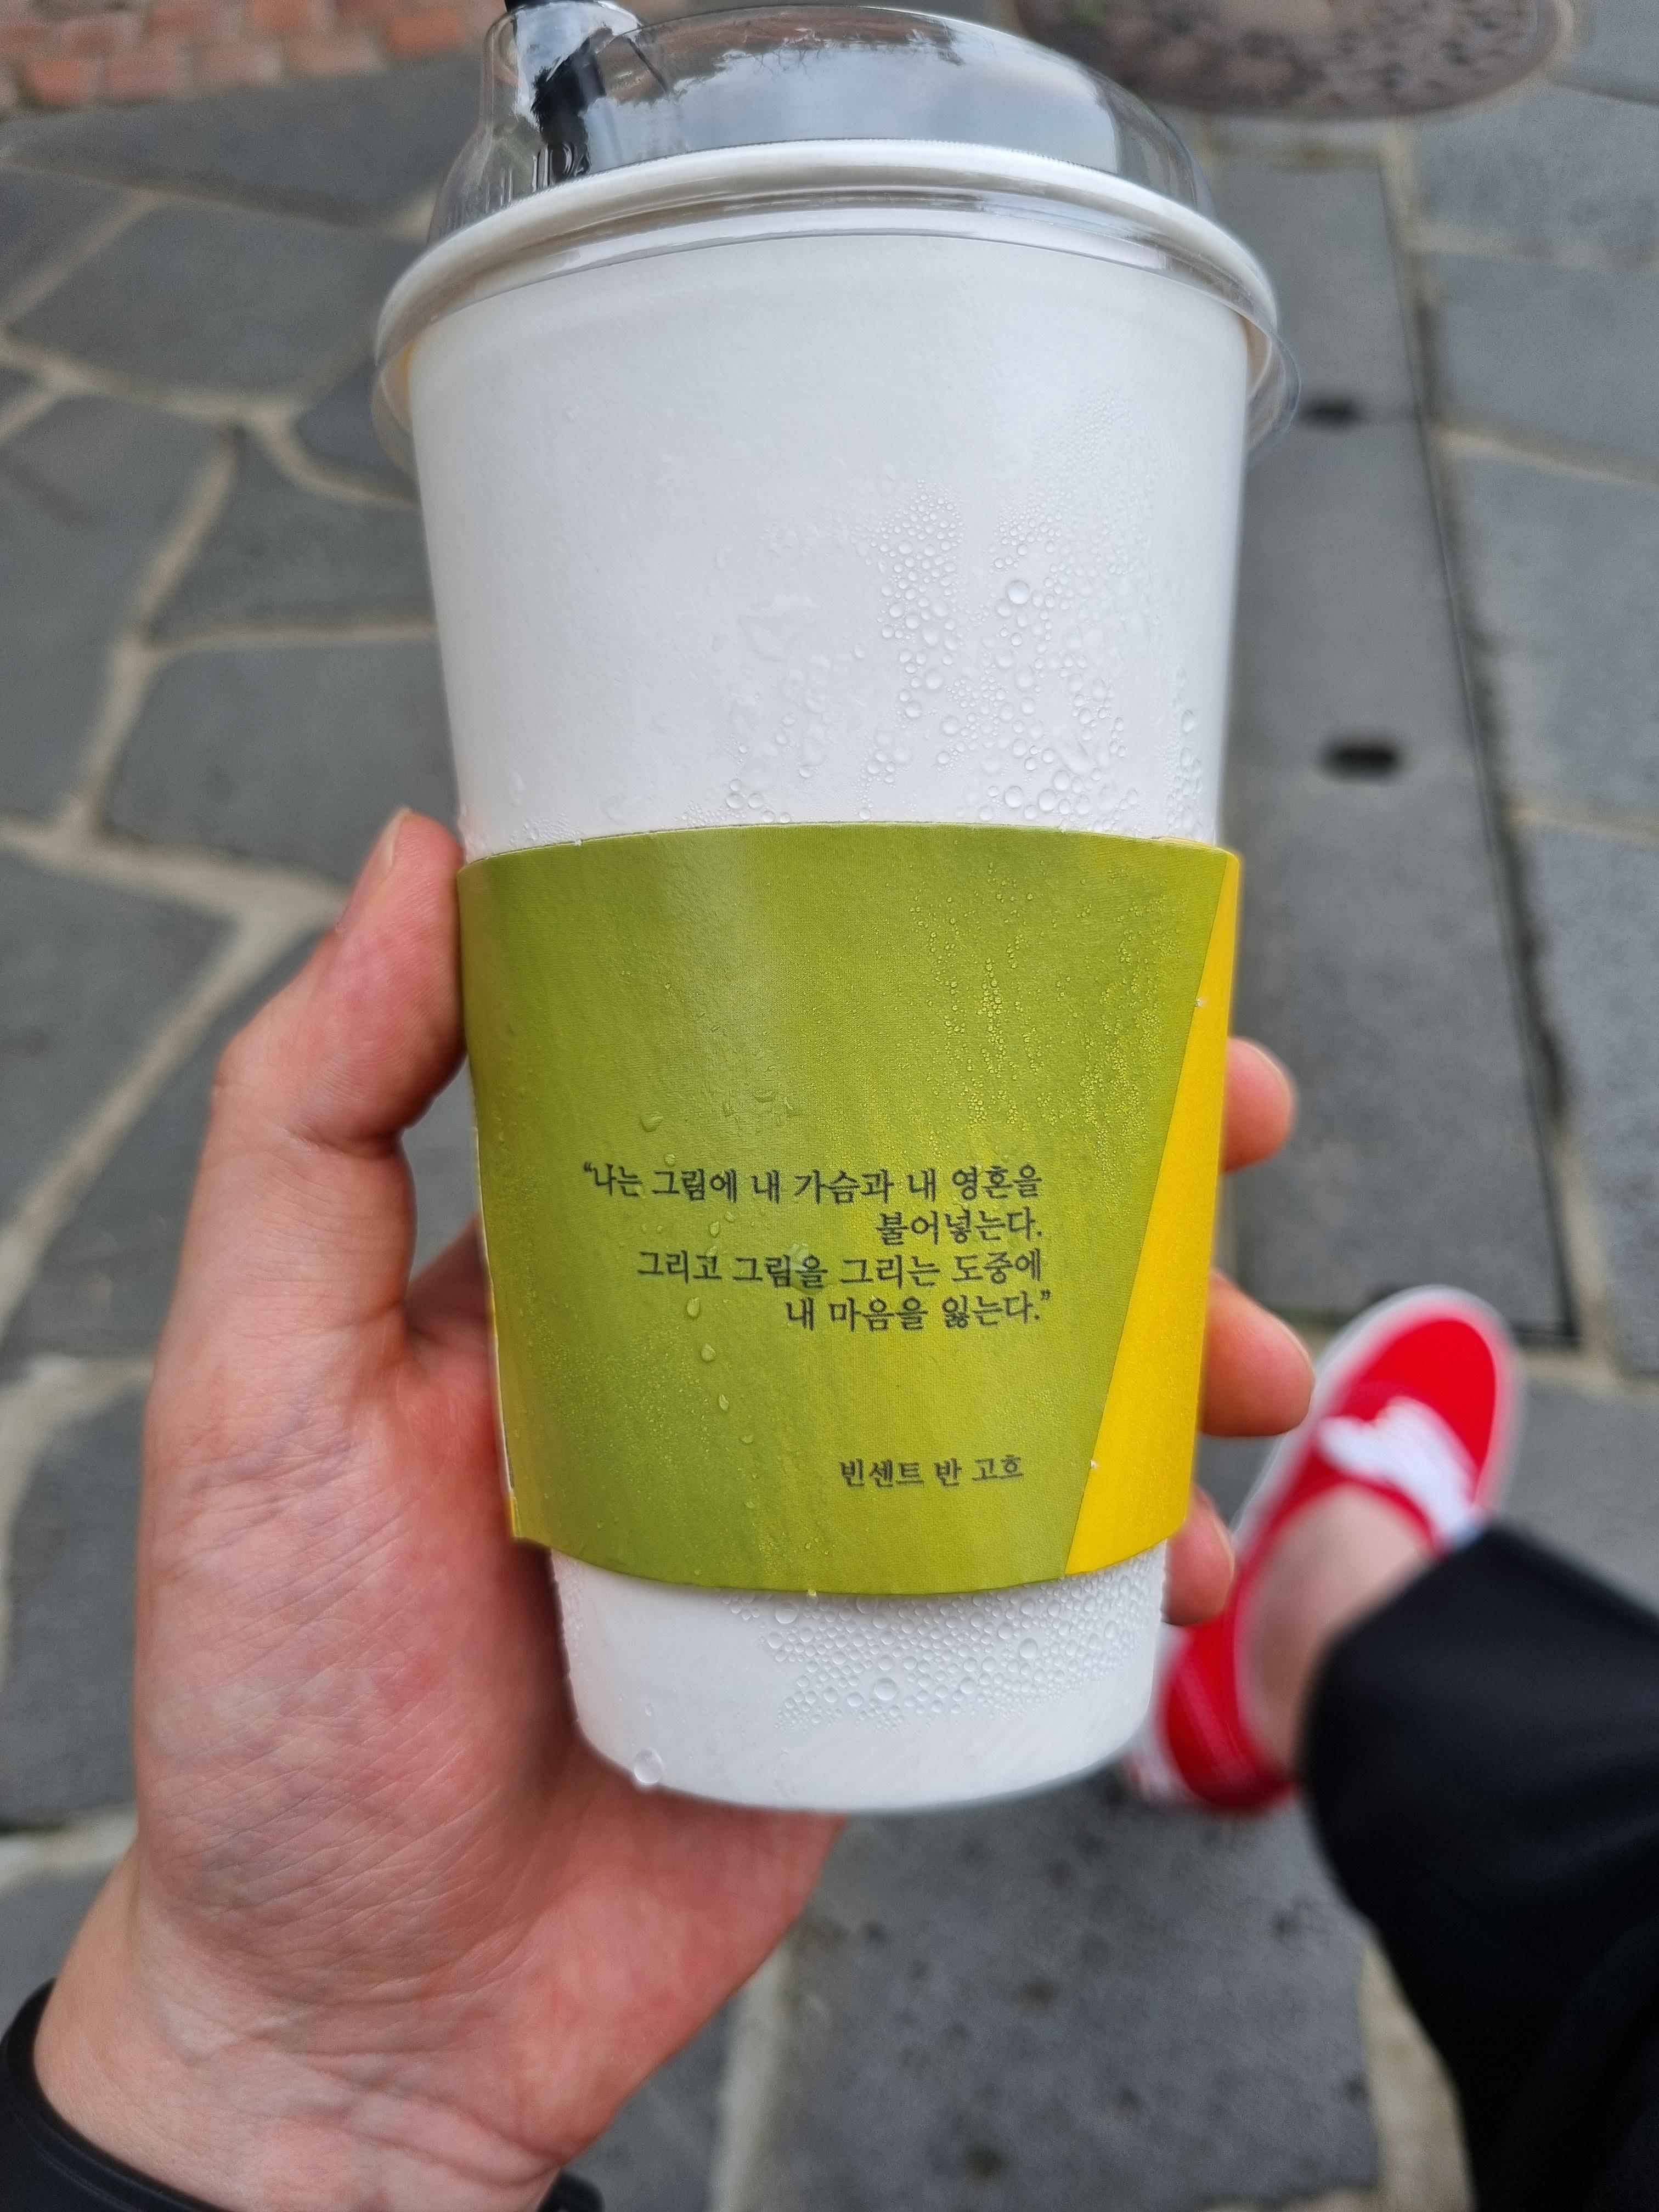 “나는 그림에 내 가슴과 내 영혼을
불어넣는다.
그리고 그림을 그리는 도중에
내 마음을 잃는다.”
빈센트 반 고흐